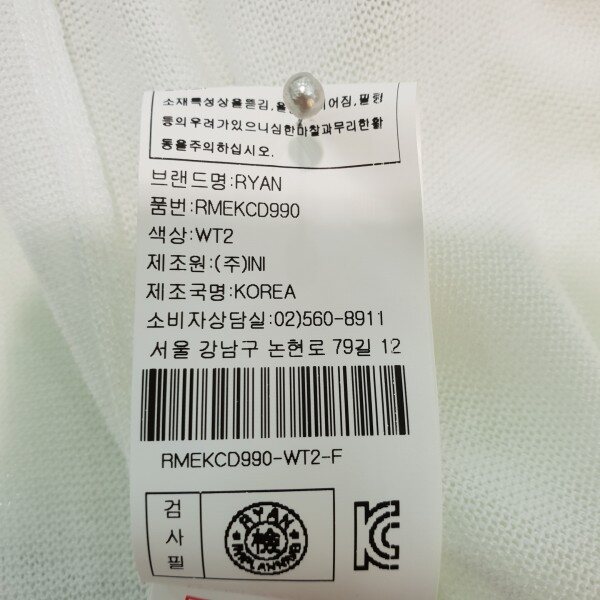 소재특성상올뜯김,올 어짐,필링
등의우려가있으니심한마찰과무리한활
동을주의하십시오.
브랜드명:RYAN
품번:RMEKCD990
색상:WT2
제조원:(주)INI
제조국명:KOREA
소비자상담실:02)560-8911
서울 강남구 논현로 79길 12
RMEKCD990-WT2-F
검사필
RYAN
檢
KC